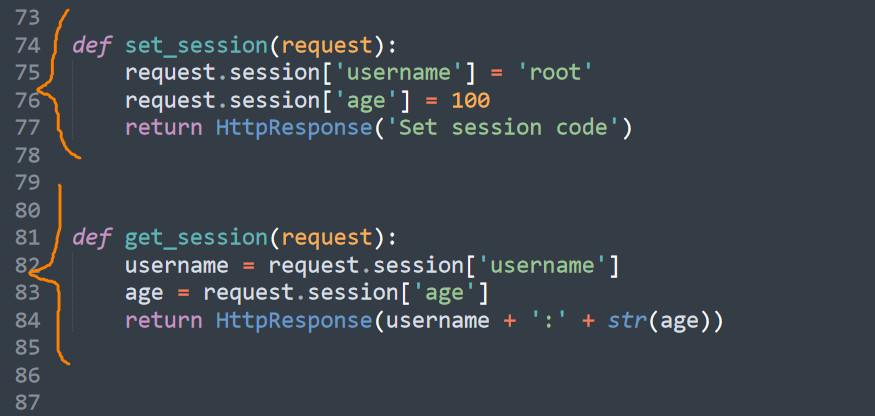 73
74 def set_session(request):
75 request.session['username'] = 'root'
76 request.session['age'] = 100
77 return HttpResponse('Set session code')
78
79
80
81 def get_session(request):
82 username = request.session['username']
83 age = request.session['age']
84 return HttpResponse(username + ':' + str(age))
85
86
87